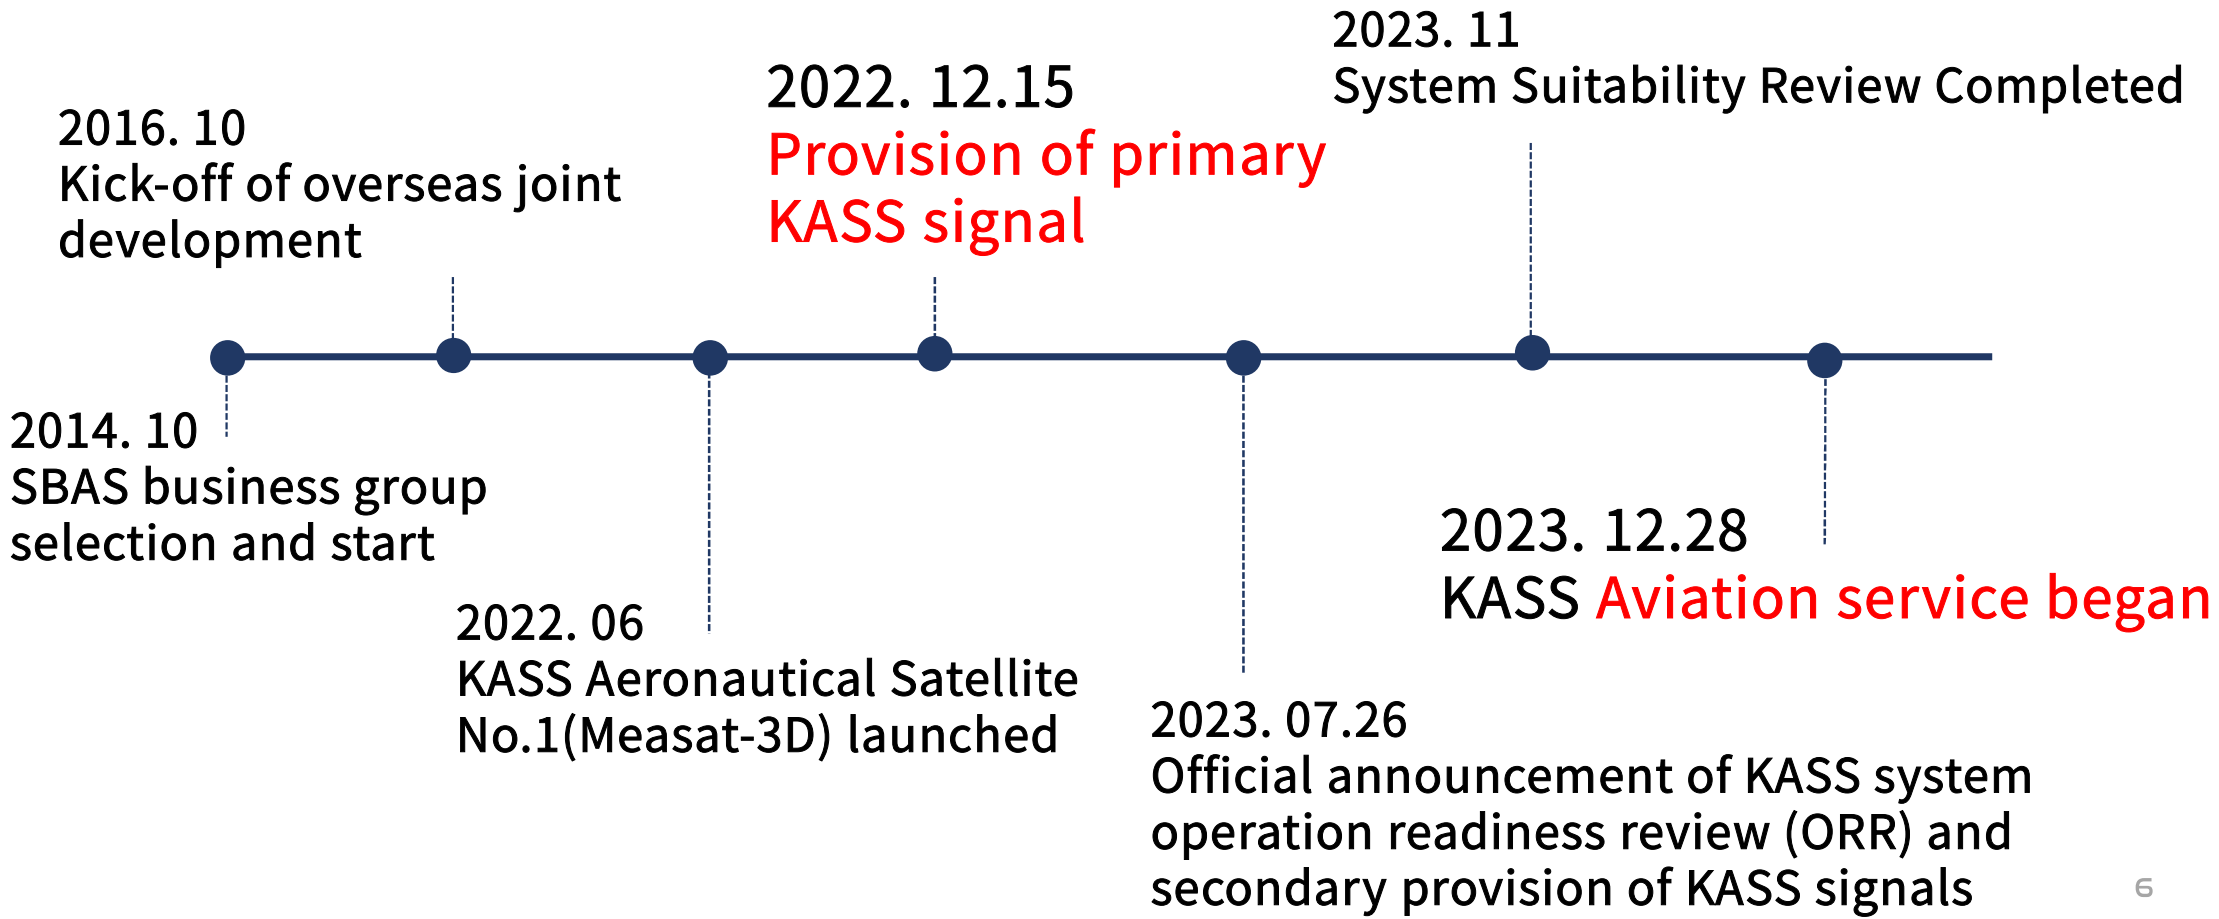 2016. 10
Kick-off of overseas joint
development
2022. 12.15
Provision of primary
KASS signal
2023. 11
System Suitability Review Completed
2014. 10
SBAS business group
selection and start
2022. 06
KASS Aeronautical Satellite
No.1(Measat-3D) launched
2023. 07.26
Official announcement of KASS system
operation readiness review (ORR) and
secondary provision of KASS signals
2023. 12.28
KASS Aviation service began
6